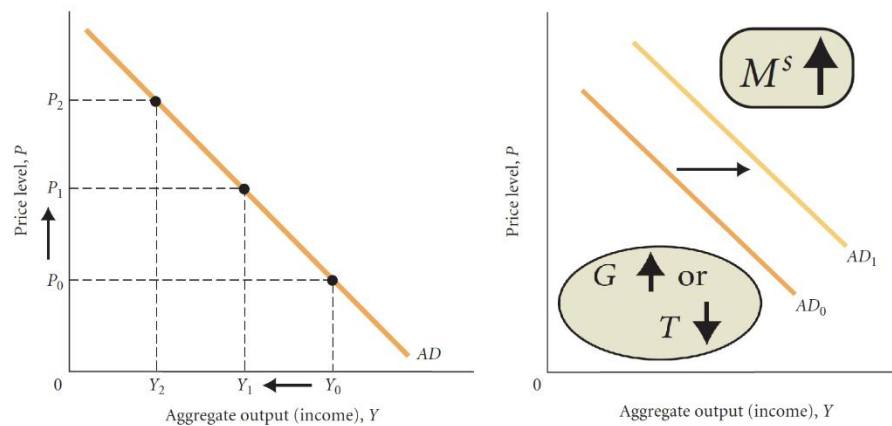 Price level, P
P₂
P₁
P₀
AD
0
Y₂
Y₁
Y₀
Aggregate output (income), Y
Price level, P
Mˢ
AD₁
G or
T
AD₀
0
Aggregate output (income), Y